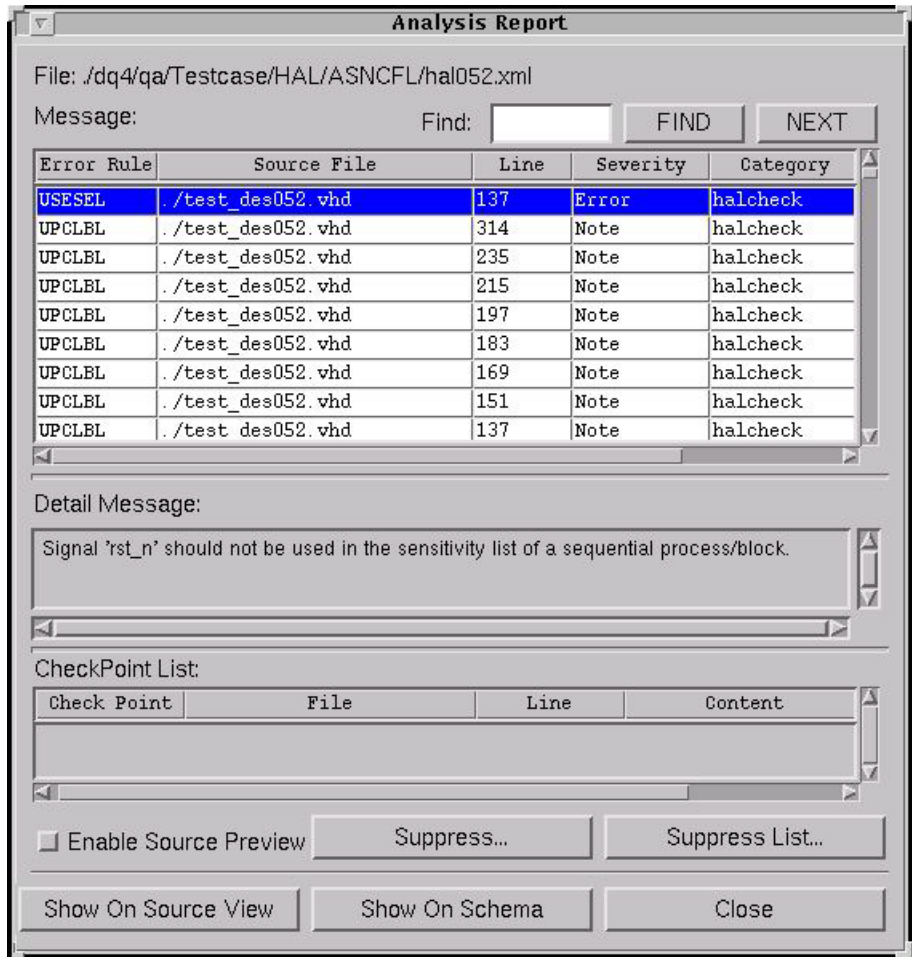 Analysis Report
File: ./dq4/qa/Testcase/HAL/ASNCFL/hal052.xml
Message: Find: FIND NEXT
Error Rule Source File Line Severity Category
USESEL ./test_des052.vhd 137 Error halcheck
UPCLBL ./test_des052.vhd 314 Note halcheck
UPCLBL ./test_des052.vhd 235 Note halcheck
UPCLBL ./test_des052.vhd 215 Note halcheck
UPCLBL ./test_des052.vhd 197 Note halcheck
UPCLBL ./test_des052.vhd 183 Note halcheck
UPCLBL ./test_des052.vhd 169 Note halcheck
UPCLBL ./test_des052.vhd 151 Note halcheck
UPCLBL ./test_des052.vhd 137 Note halcheck
Detail Message:
Signal 'rst_n' should not be used in the sensitivity list of a sequential process/block.
CheckPoint List:
Check Point File Line Content
Enable Source Preview Suppress... Suppress List...
Show On Source View Show On Schema Close